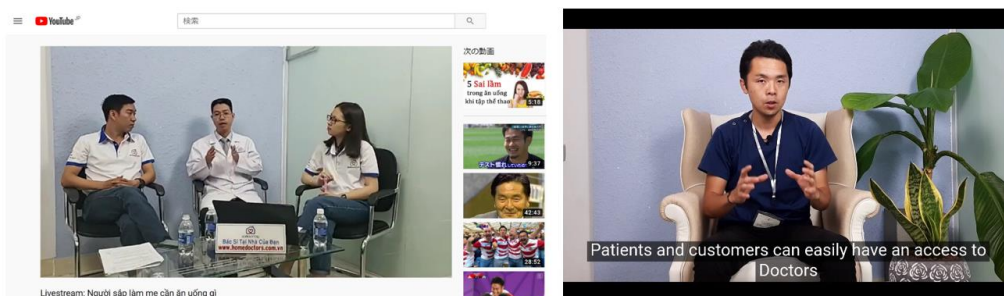 YouTube JP
検索
次の動画
5 Sai lầm
trong ăn uống
khi tập thể thao
5:18
9:37
42:43
28:52
Bác Sĩ Tại Nhà Của Bạn
www.homedoctors.com.vn
Livestream: Người sắp làm mẹ cần ăn uống gì
Patients and customers can easily have an access to
Doctors